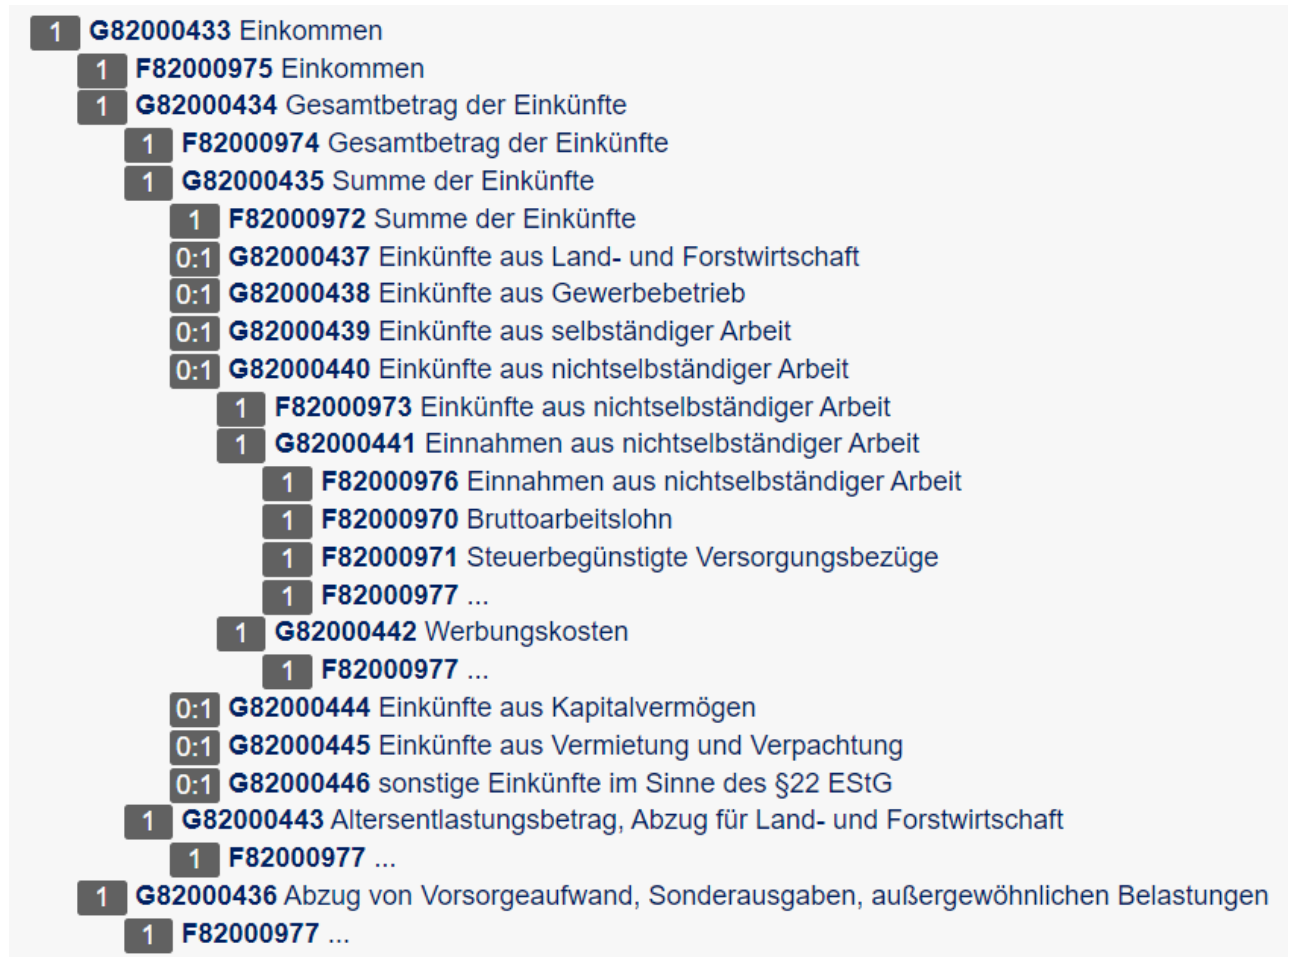 1 G82000433 Einkommen
1 F82000975 Einkommen
1 G82000434 Gesamtbetrag der Einkünfte
1 F82000974 Gesamtbetrag der Einkünfte
1 G82000435 Summe der Einkünfte
1 F82000972 Summe der Einkünfte
0:1 G82000437 Einkünfte aus Land- und Forstwirtschaft
0:1 G82000438 Einkünfte aus Gewerbebetrieb
0:1 G82000439 Einkünfte aus selbständiger Arbeit
0:1 G82000440 Einkünfte aus nichtselbständiger Arbeit
1 F82000973 Einkünfte aus nichtselbständiger Arbeit
1 G82000441 Einnahmen aus nichtselbständiger Arbeit
1 F82000976 Einnahmen aus nichtselbständiger Arbeit
1 F82000970 Bruttoarbeitslohn
1 F82000971 Steuerbegünstigte Versorgungsbezüge
1 F82000977 ...
1 G82000442 Werbungskosten
1 F82000977 ...
0:1 G82000444 Einkünfte aus Kapitalvermögen
0:1 G82000445 Einkünfte aus Vermietung und Verpachtung
0:1 G82000446 sonstige Einkünfte im Sinne des §22 EStG
1 G82000443 Altersentlastungsbetrag, Abzug für Land- und Forstwirtschaft
1 F82000977 ...
1 G82000436 Abzug von Vorsorgeaufwand, Sonderausgaben, außergewöhnlichen Belastungen
1 F82000977 ...